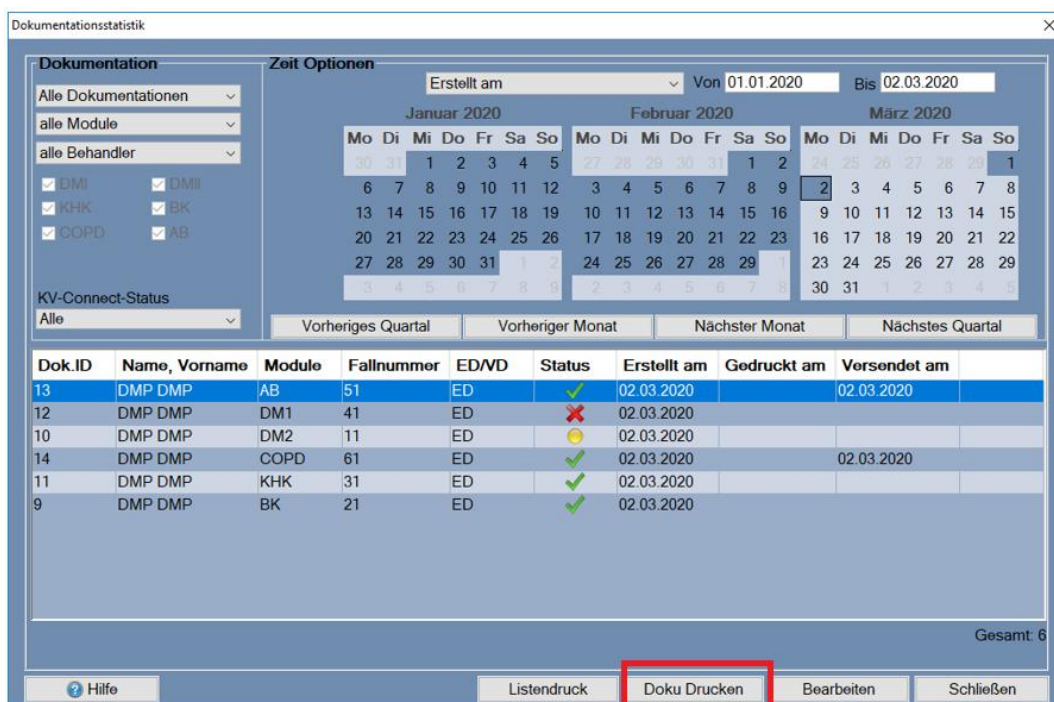 Dokumentationsstatistik
Dokumentation
Alle Dokumentationen
alle Module
alle Behandler
DMI DMII
KHK BK
COPD AB
KV-Connect-Status
Alle
Zeit Optionen
Erstellt am Von 01.01.2020 Bis 02.03.2020
Januar 2020
Mo Di Mi Do Fr Sa So
30 31 1 2 3 4 5
6 7 8 9 10 11 12
13 14 15 16 17 18 19
20 21 22 23 24 25 26
27 28 29 30 31 1 2
3 4 5 6 7 8 9
Februar 2020
Mo Di Mi Do Fr Sa So
27 28 29 30 31 1 2
3 4 5 6 7 8 9
10 11 12 13 14 15 16
17 18 19 20 21 22 23
24 25 26 27 28 29 1
2 3 4 5 6 7 8
März 2020
Mo Di Mi Do Fr Sa So
24 25 26 27 28 29 1
2 3 4 5 6 7 8
9 10 11 12 13 14 15
16 17 18 19 20 21 22
23 24 25 26 27 28 29
30 31 1 2 3 4 5
Vorheriges Quartal Vorheriger Monat Nächster Monat Nächstes Quartal
Dok.ID Name, Vorname Module Fallnummer ED/VD Status Erstellt am Gedruckt am Versendet am
13 DMP DMP AB 51 ED 02.03.2020 02.03.2020
12 DMP DMP DM1 41 ED 02.03.2020
10 DMP DMP DM2 11 ED 02.03.2020
14 DMP DMP COPD 61 ED 02.03.2020 02.03.2020
11 DMP DMP KHK 31 ED 02.03.2020
9 DMP DMP BK 21 ED 02.03.2020
Gesamt: 6
Hilfe Listendruck Doku Drucken Bearbeiten Schließen